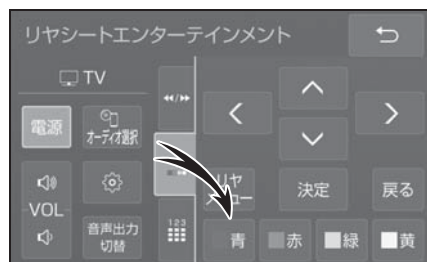 リヤシートエンターテインメント
TV
電源
オーディオ選択
VOL
音声出力
切替
123
リヤ
メニュー
決定
戻る
青
赤
緑
黄